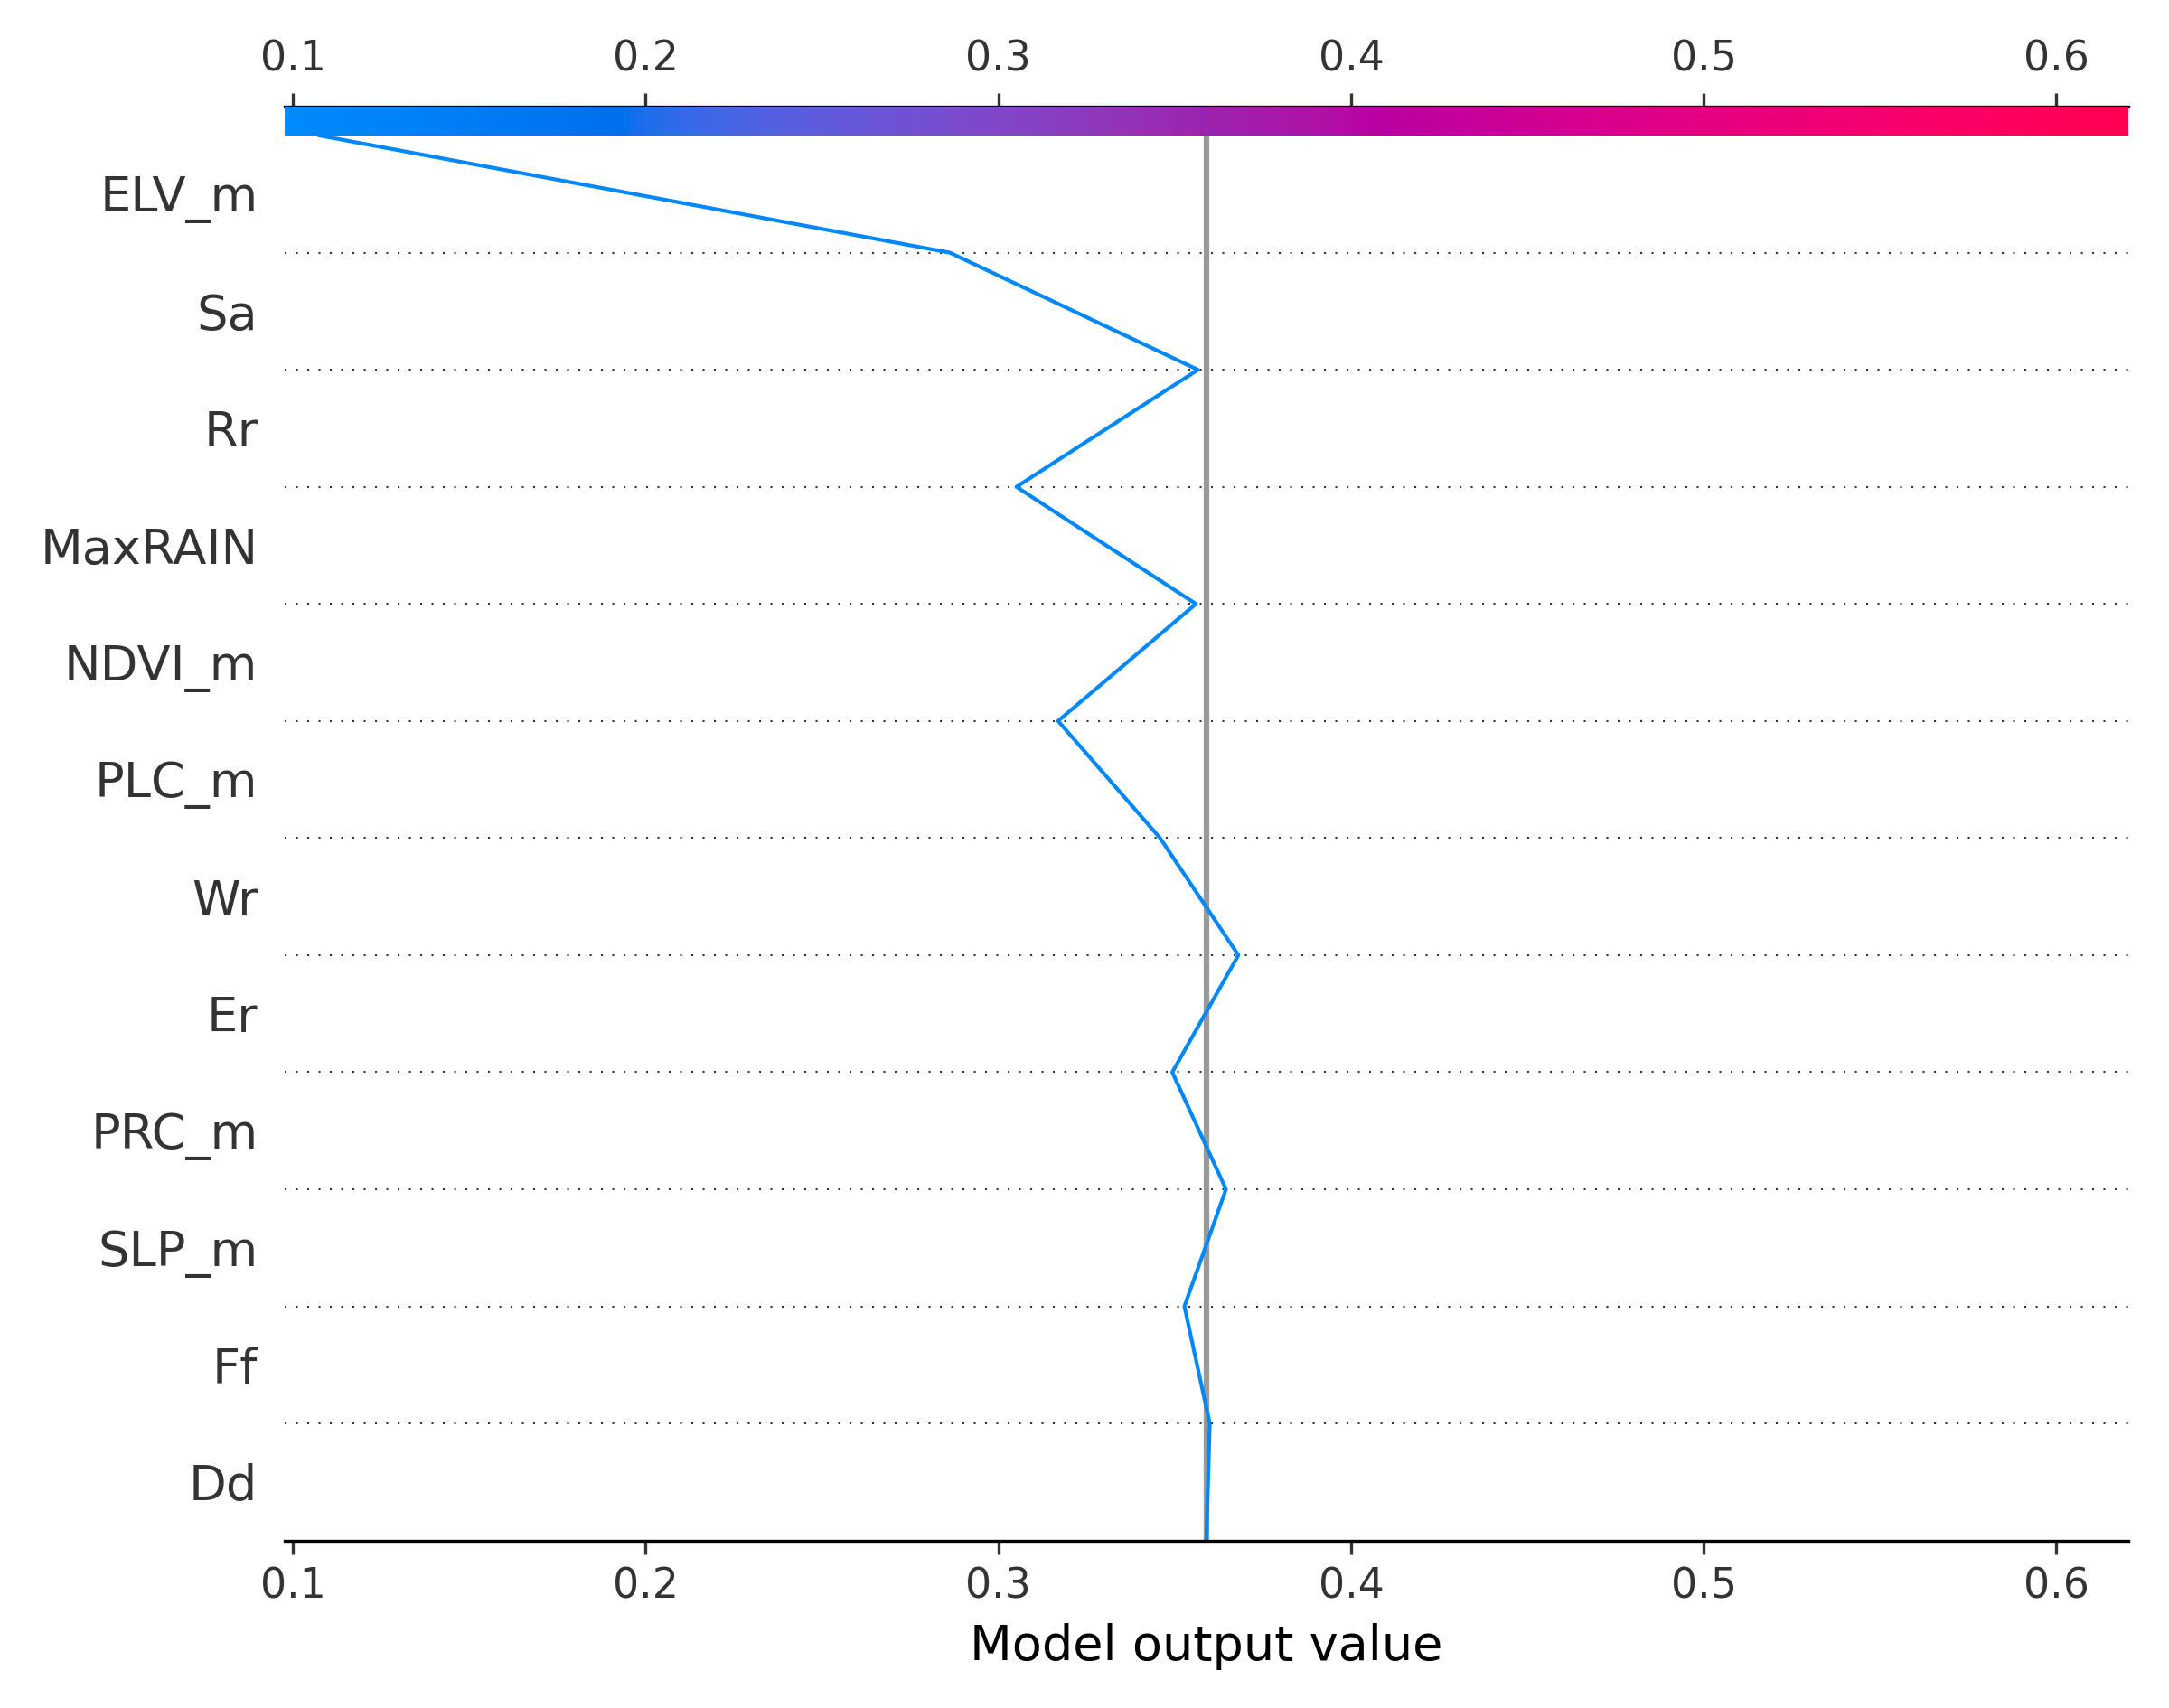 0.1 0.2 0.3 0.4 0.5 0.6
ELV_m
Sa
Rr
MaxRAIN
NDVI_m
PLC_m
Wr
Er
PRC_m
SLP_m
Ff
Dd
0.1 0.2 0.3 0.4 0.5 0.6
Model output value